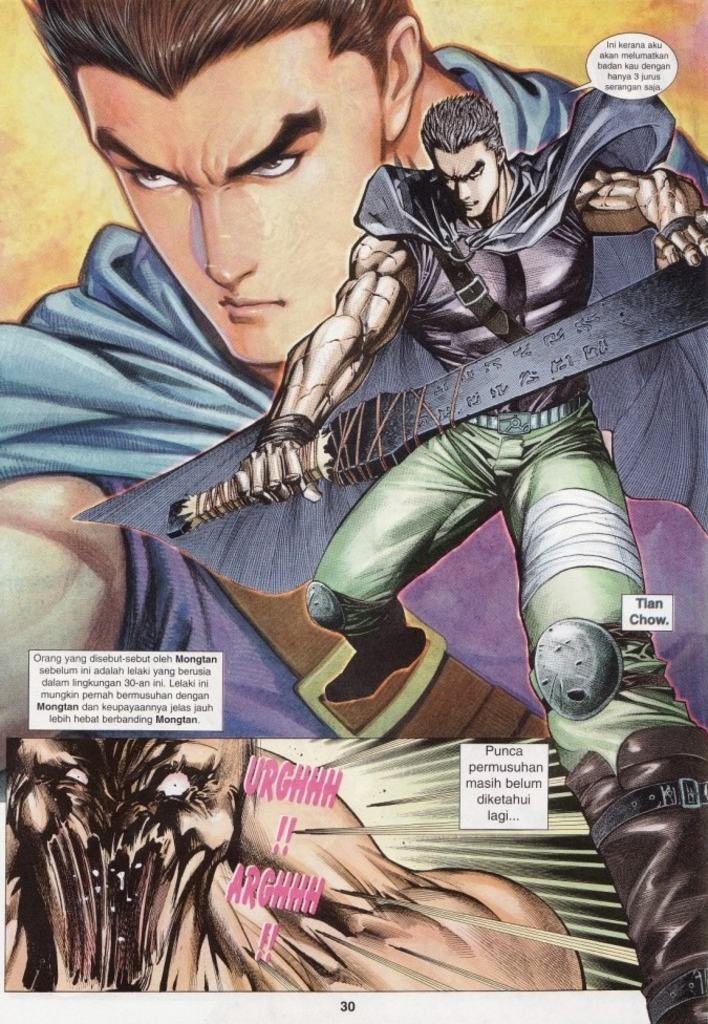 Ini kerana aku
akan melumatkan
badan kau dengan
hanya 3 jurus
serangan saja.
Tian
Chow.
Orang yang disebut-sebut oleh Mongtan
sebelum ini adalah lelaki yang berusia
dalam lingkungan 30-an ini. Lelaki ini
mungkin pernah bermusuhan dengan
Mongtan dan keupayaannya jelas jauh
lebih hebat berbanding Mongtan.
URGHHH
!!
ARGHHH
!!
Punca
permusuhan
masih belum
diketahui
lagi...
30